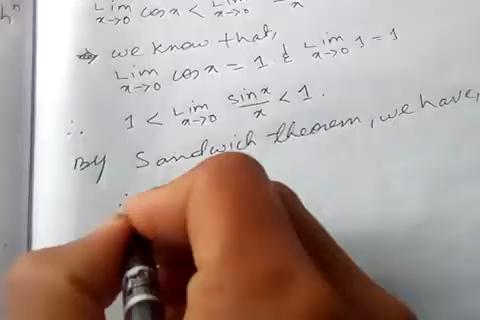 Lim x→0 cos x < Lim x→0 x
we know that,
Lim x→0 cos x = 1 & Lim x→0 1 = 1
∴ 1 < Lim x→0 sin x / x < 1.
By Sandwich theorem, we have,